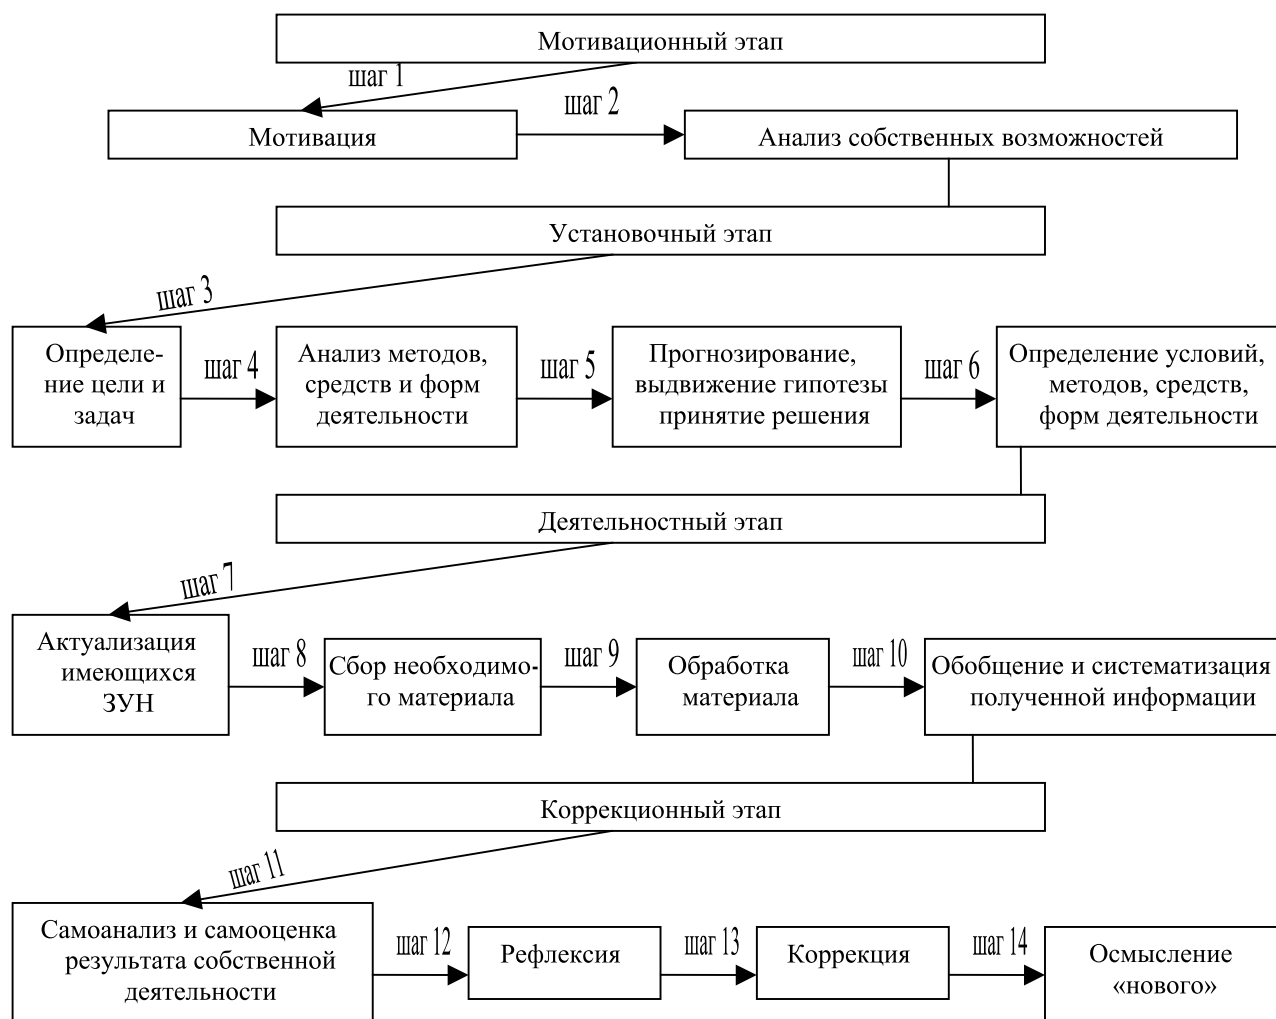 Мотивационный этап
шаг 1
шаг 2
Мотивация
Анализ собственных возможностей
Установочный этап
шаг 3
Определе-
ние цели и
задач
шаг 4
Анализ методов,
средств и форм
деятельности
шаг 5
Прогнозирование,
выдвижение гипотезы
принятие решения
шаг 6
Определение условий,
методов, средств,
форм деятельности
Деятельностный этап
шаг 7
Актуализация
имеющихся
ЗУН
шаг 8
Сбор необходимо-
го материала
шаг 9
Обработка
материала
шаг 10
Обобщение и систематизация
полученной информации
Коррекционный этап
шаг 11
Самоанализ и самооценка
результата собственной
деятельности
шаг 12
Рефлексия
шаг 13
Коррекция
шаг 14
Осмысление
«нового»